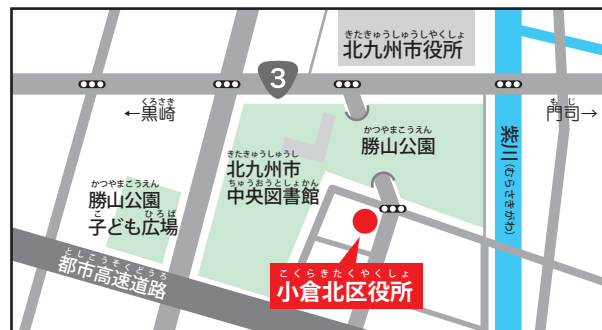 きたきゅうしゅうしやくしょ
北九州市役所
3
くろさき
←黒崎
もじ
門司→
かつやまこうえん
勝山公園
紫川(むらさきがわ)
きたきゅうしゅうし
北九州市
ちゅうおうとしょかん
中央図書館
かつやまこうえん
勝山公園
こ ひろば
子ども広場
としこうそくどうろ
都市高速道路
こくらきたくやくしょ
小倉北区役所